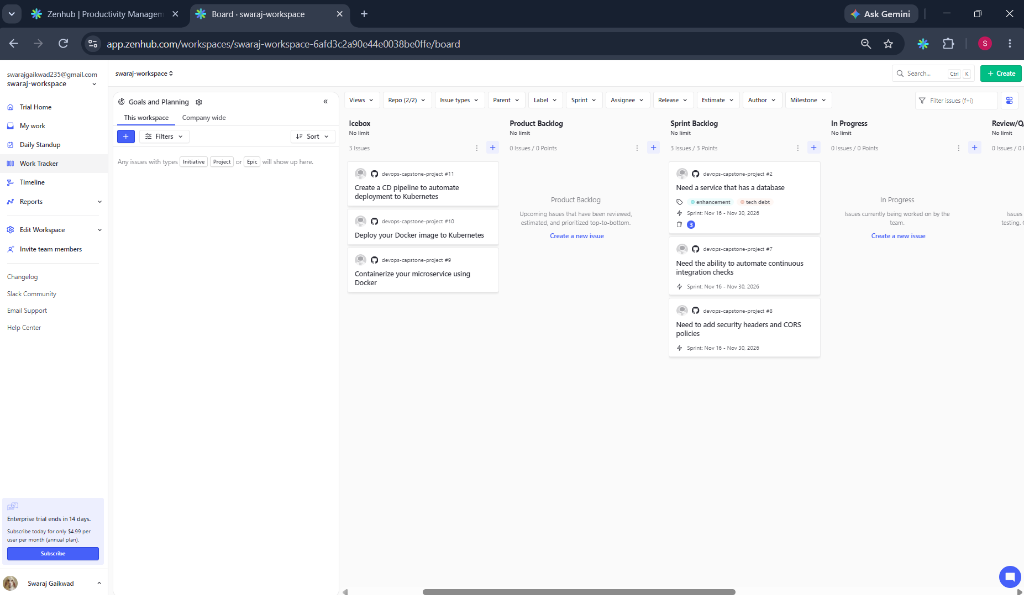 Zenhub | Productivity Managem
Board - swaraj-workspace
Ask Gemini
app.zenhub.com/workspaces/swaraj-workspace-6afd3c2a90e44e0038be0ffe/board
S
swarajgaikwad235@gmail.com
swaraj-workspace
swaraj-workspace
Search...
Ctrl
K
+ Create
Trial Home
My work
Daily Standup
Work Tracker
Timeline
Reports
Edit Workspace
Invite team members
Changelog
Slack Community
Email Support
Help Center
Enterprise trial ends in 14 days.
Subscribe today for only $4.99 per
user per month (annual plan).
Subscribe
Swaraj Gaikwad
Goals and Planning
This workspace
Company wide
Filters
Sort
Any issues with types Initiative Project or Epic will show up here.
Views
Repo (2/2)
Issue types
Parent
Label
Sprint
Assignee
Release
Estimate
Author
Milestone
Filter issues (f+i)
Icebox
No limit
3 Issues
devops-capstone-project #11
Create a CD pipeline to automate
deployment to Kubernetes
devops-capstone-project #10
Deploy your Docker image to Kubernetes
devops-capstone-project #9
Containerize your microservice using
Docker
Product Backlog
No limit
0 Issues / 0 Points
Product Backlog
Upcoming issues that have been reviewed,
estimated, and prioritized top-to-bottom.
Create a new issue
Sprint Backlog
No limit
3 Issues / 3 Points
devops-capstone-project #2
Need a service that has a database
enhancement
tech debt
Sprint: Nov 16 - Nov 30, 2026
3
devops-capstone-project #7
Need the ability to automate continuous
integration checks
Sprint: Nov 16 - Nov 30, 2026
devops-capstone-project #8
Need to add security headers and CORS
policies
Sprint: Nov 16 - Nov 30, 2026
In Progress
No limit
0 Issues / 0 Points
In Progress
Issues currently being worked on by the
team.
Create a new issue
Review/QA
No limit
0 Issues / 0
Issues
testing.